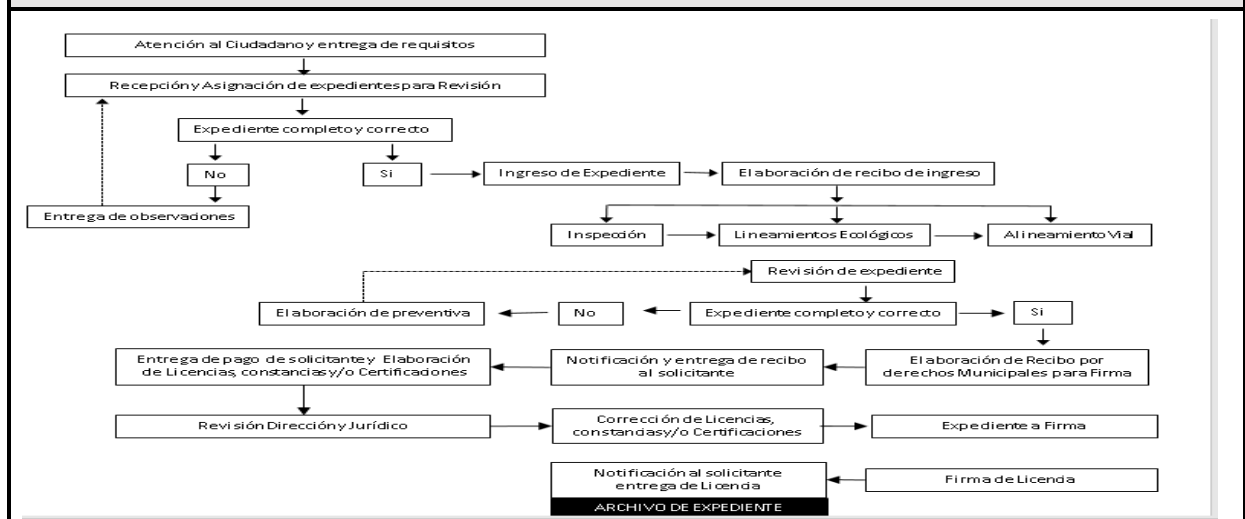 Atención al Ciudadano y entrega de requisitos
Recepción y Asignación de expedientes para Revisión
Expediente completo y correcto
No
Si
Ingreso de Expediente
Elaboración de recibo de ingreso
Entrega de observaciones
Inspección
Lineamientos Ecológicos
Alineamiento Vial
Revisión de expediente
Elaboración de preventiva
No
Expediente completo y correcto
Si
Entrega de pago de solicitante y Elaboración
de Licencias, constancias y/o Certificaciones
Notificación y entrega de recibo
al solicitante
Elaboración de Recibo por
derechos Municipales para Firma
Revisión Dirección y Jurídico
Corrección de Licencias,
constancias y/o Certificaciones
Expediente a Firma
Notificación al solicitante
entrega de Licencia
Firma de Licencia
ARCHIVO DE EXPEDIENTE